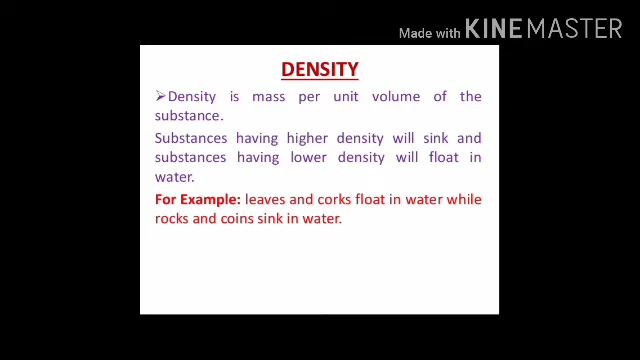 Made with KINEMASTER
DENSITY
➢Density is mass per unit volume of the
substance.
Substances having higher density will sink and
substances having lower density will float in
water.
For Example: leaves and corks float in water while
rocks and coins sink in water.